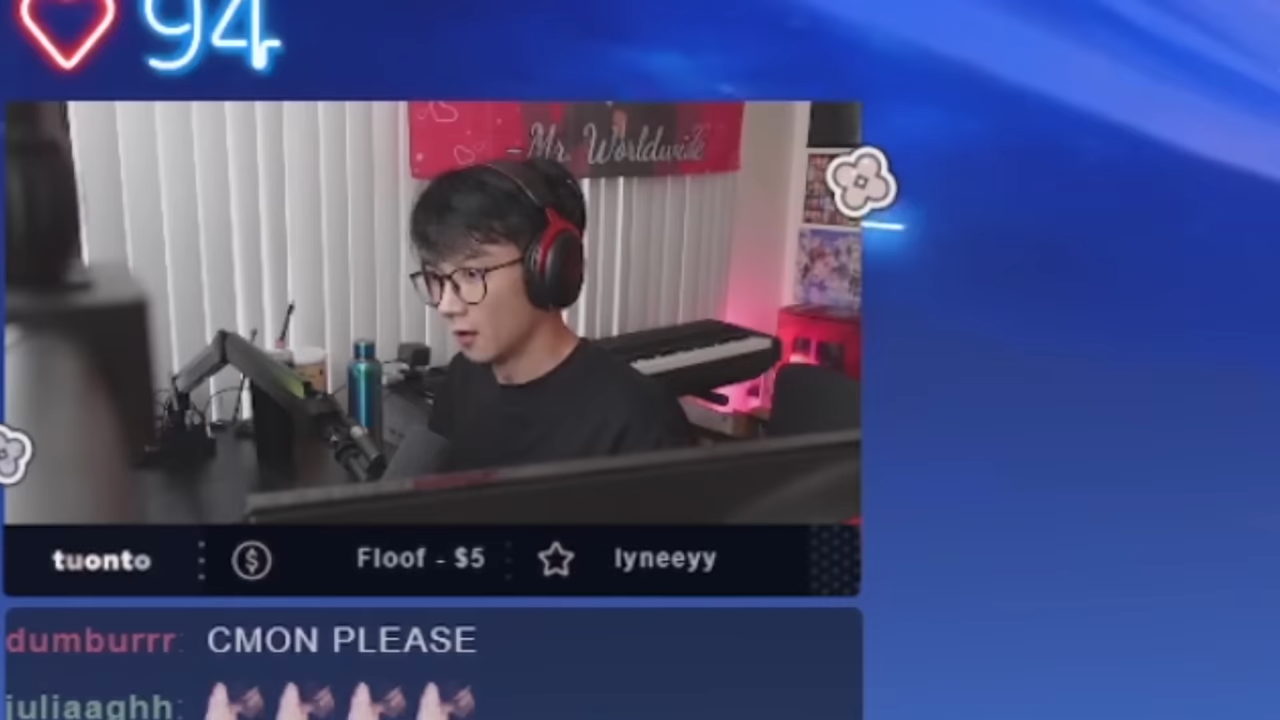 94
-Mr. Worldwide
tuonto
Floof - $5
lyneeyy
dumburrr: CMON PLEASE
juliaaghh: